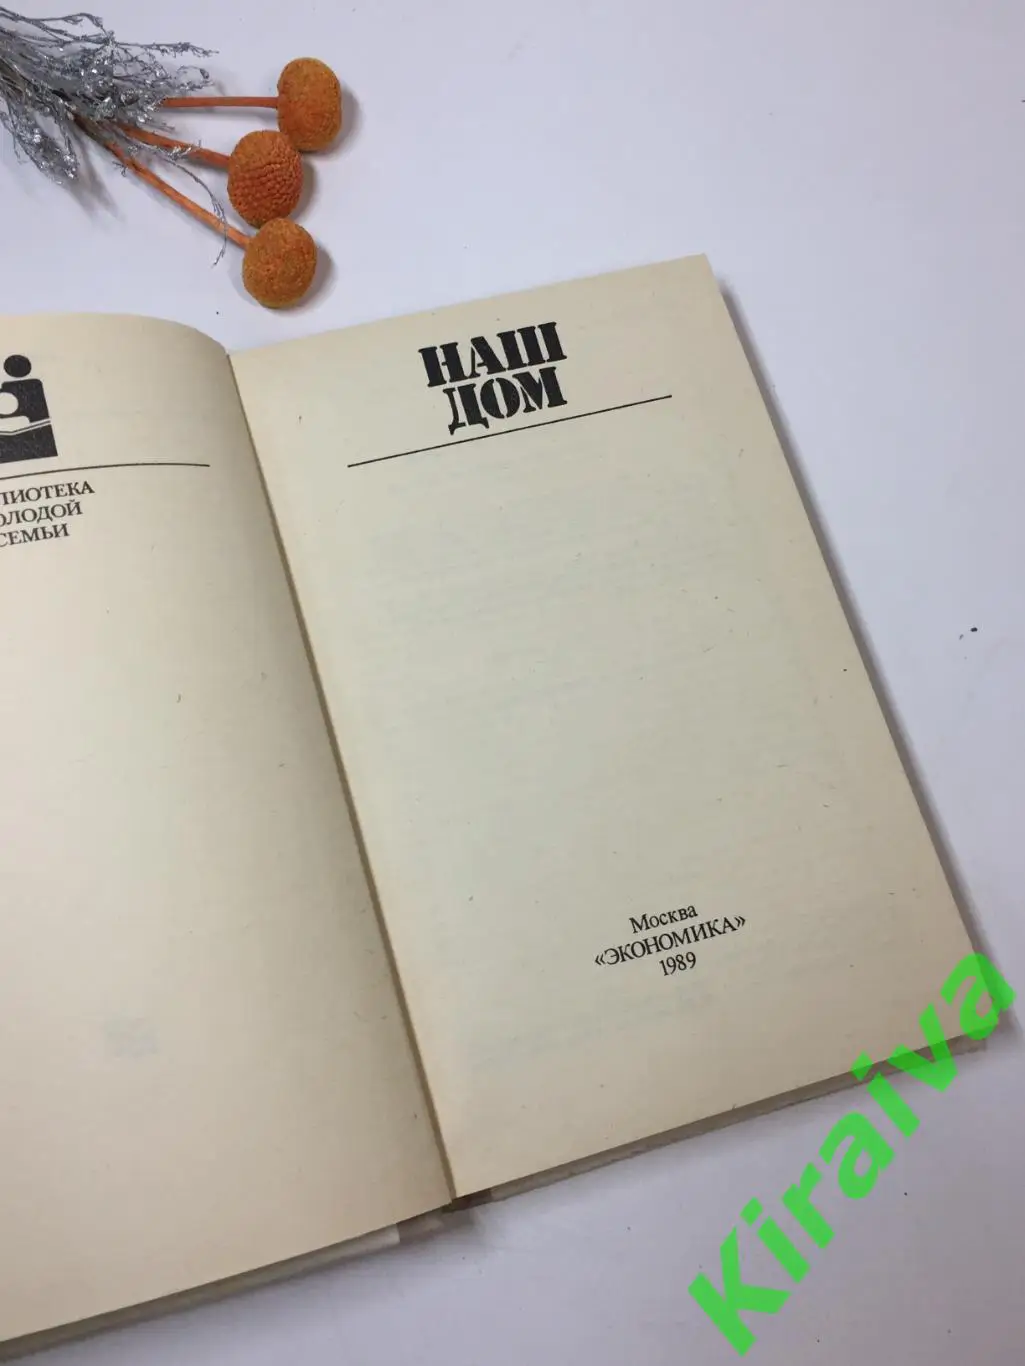 ЛИОТЕКА
ОЛОДОЙ
СЕМЬИ
НАШ
ДОМ
Москва
«ЭКОНОМИКА»
1989
Kiraiva